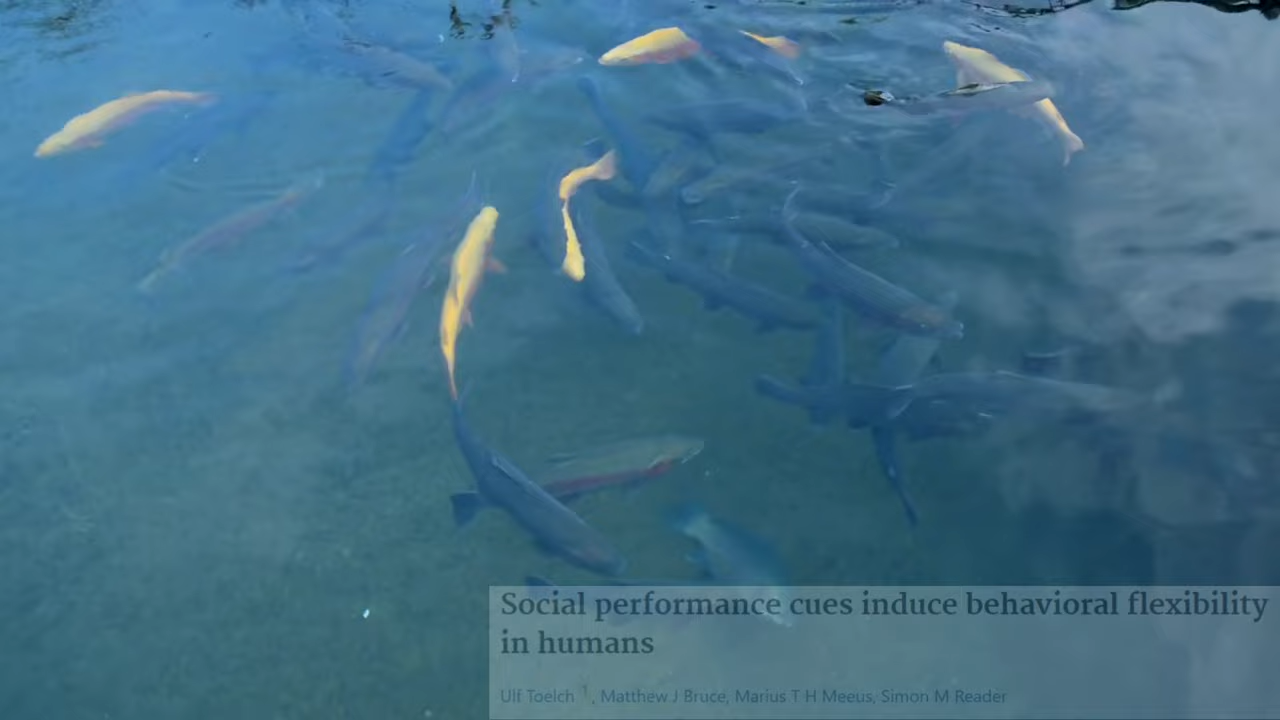 Social performance cues induce behavioral flexibility
in humans
Ulf Toelch 1, Matthew J Bruce, Marius T H Meeus, Simon M Reader